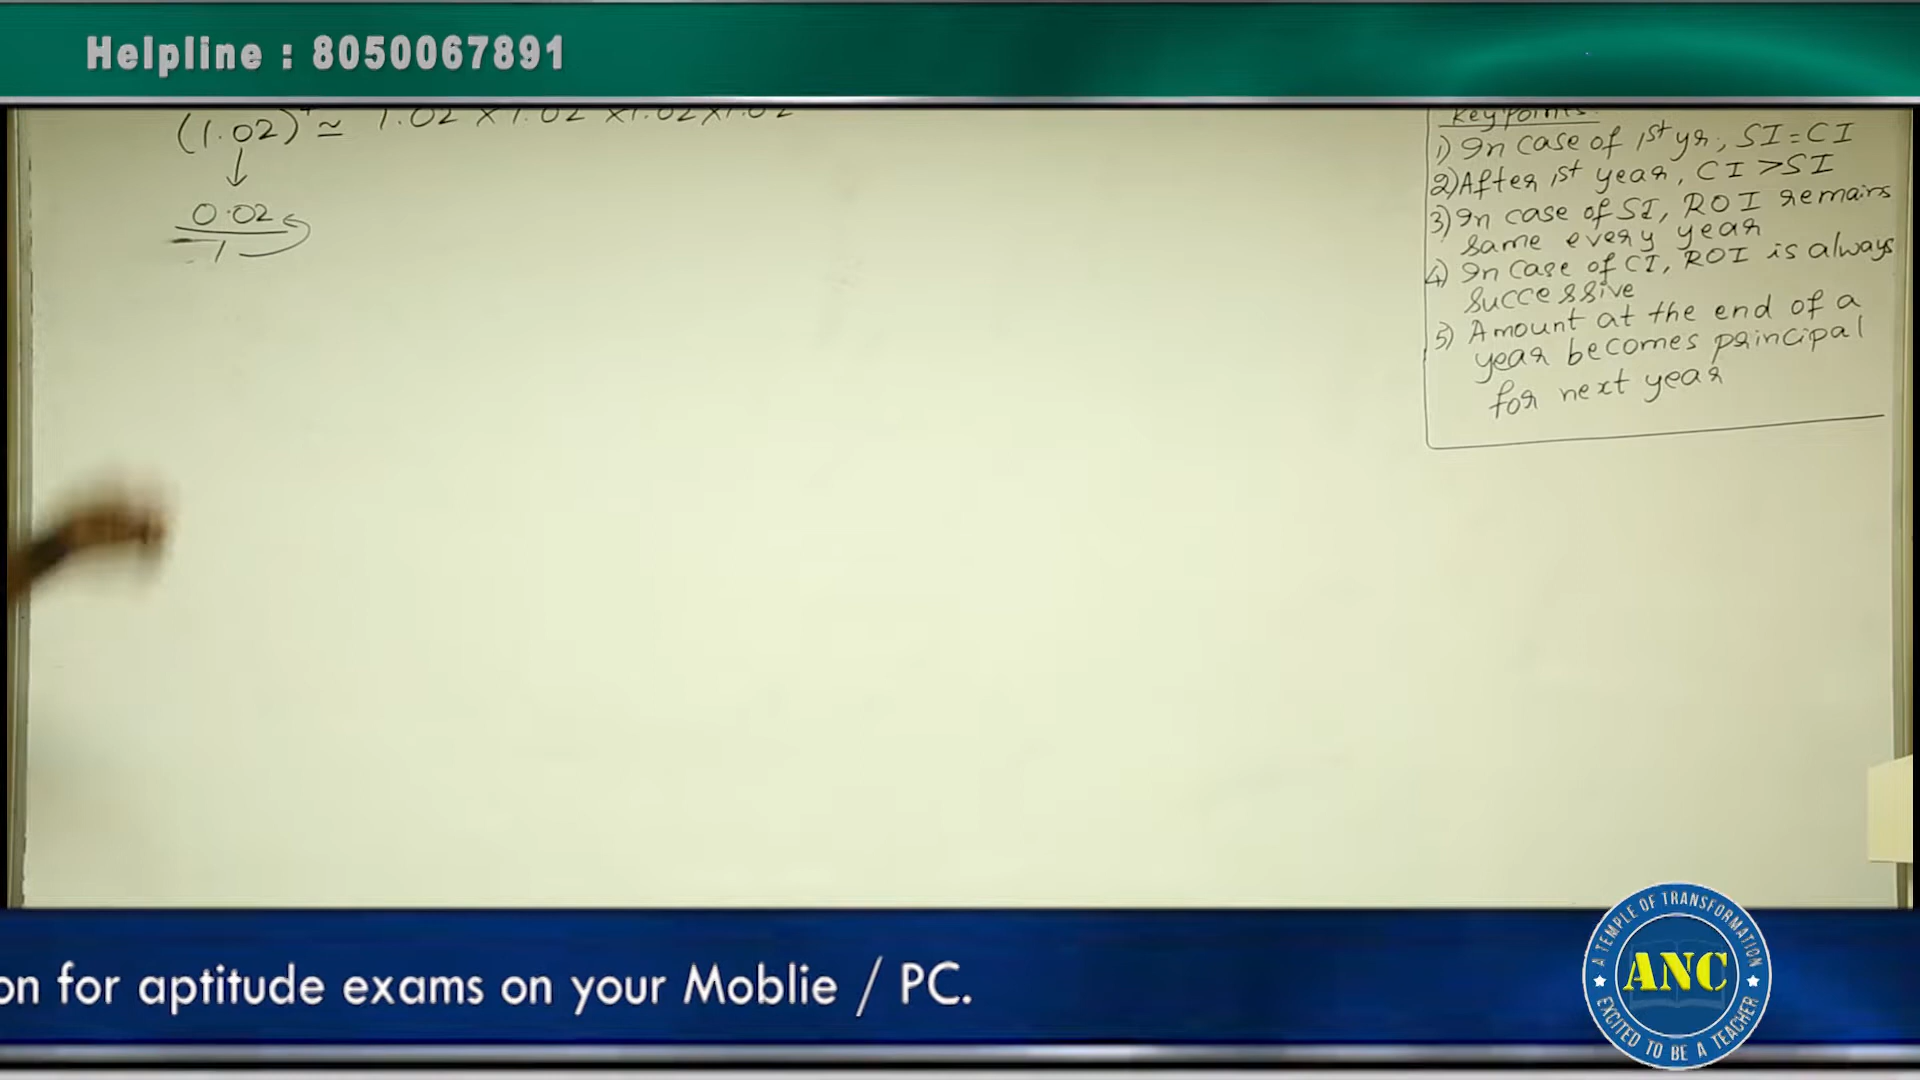 Helpline : 8050067891
(1.02)⁴ ≃ 1.02 × 1.02 × 1.02 × 1.02
0.02
1
Key points
1) In case of 1st yr, SI = CI
2) After 1st year, CI > SI
3) In case of SI, ROI remains
same every year
4) In case of CI, ROI is always
successive
5) Amount at the end of a
year becomes principal
for next year
on for aptitude exams on your Moblie / PC.
A TEMPLE OF TRANSFORMATION
ANC
EXCITED TO BE A TEACHER